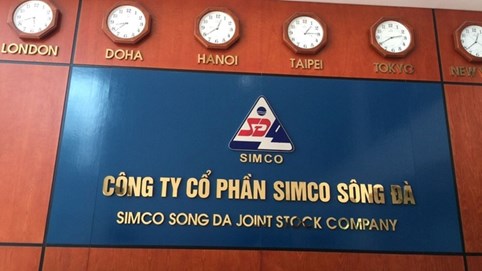 LONDON
DOHA
HANOI
TAIPEI
TOKYO
NEW
SDA
SIMCO
CÔNG TY CỔ PHẦN SIMCO SÔNG ĐÀ
SIMCO SONG DA JOINT STOCK COMPANY